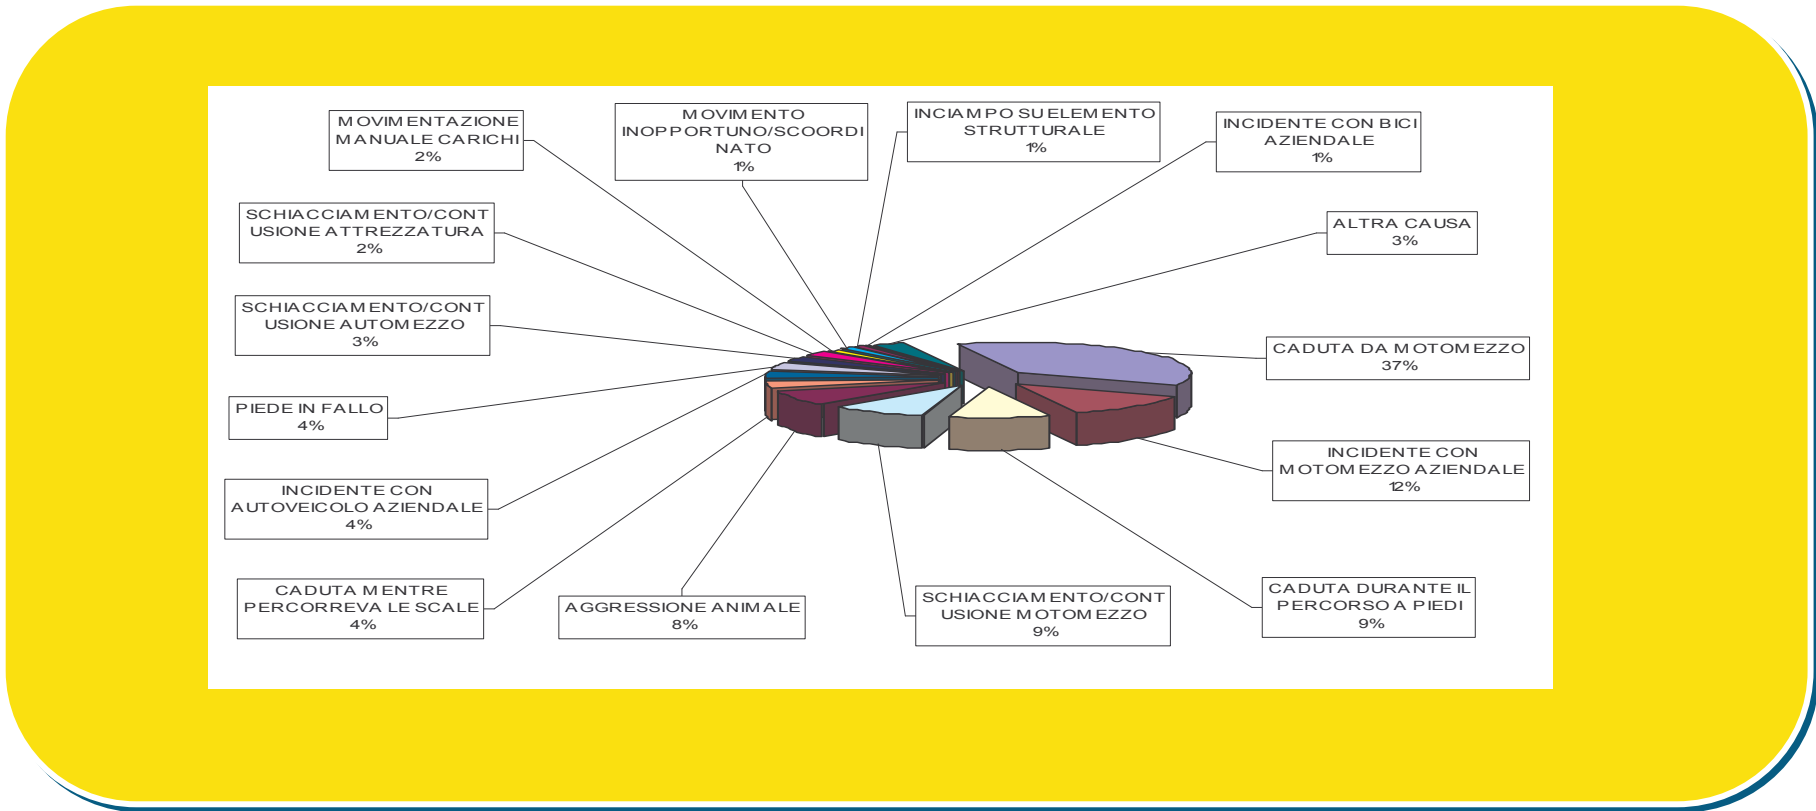 MOVIMENTAZIONE
MANUALE CARICHI
2%
MOVIMENTO
INOPPORTUNO/SCOORDI
NATO
1%
INCIAMPO SU ELEMENTO
STRUTTURALE
1%
INCIDENTE CON BICI
AZIENDALE
1%
SCHIACCIAMENTO/CONT
USIONE ATTREZZATURA
2%
ALTRA CAUSA
3%
SCHIACCIAMENTO/CONT
USIONE AUTOMEZZO
3%
CADUTA DA MOTOMEZZO
37%
PIEDE IN FALLO
4%
INCIDENTE CON
MOTOMEZZO AZIENDALE
12%
INCIDENTE CON
AUTOVEICOLO AZIENDALE
4%
CADUTA MENTRE
PERCORREVA LE SCALE
4%
AGGRESSIONE ANIMALE
8%
SCHIACCIAMENTO/CONT
USIONE MOTOMEZZO
9%
CADUTA DURANTE IL
PERCORSO A PIEDI
9%